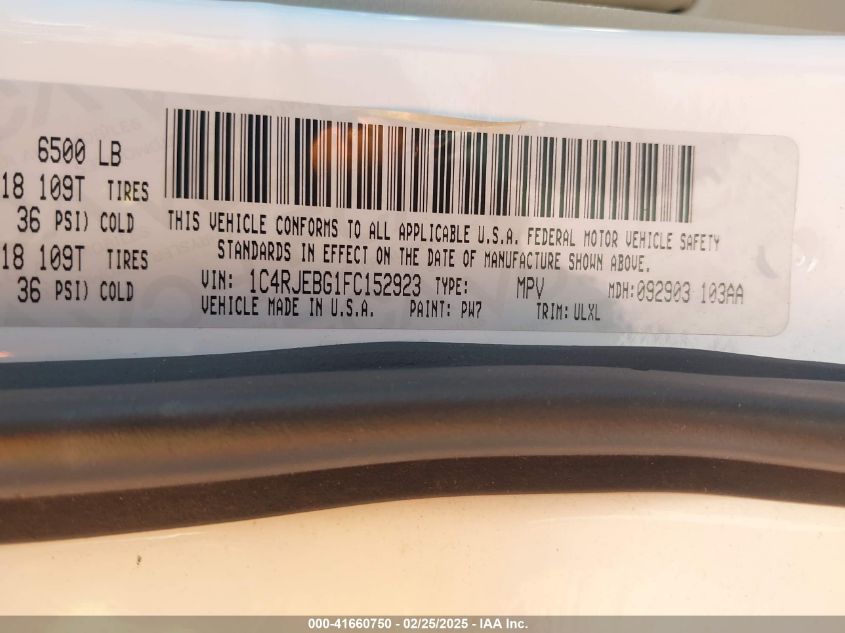 6500 LB
18 109T TIRES
36 PSI) COLD
18 109T TIRES
36 PSI) COLD
THIS VEHICLE CONFORMS TO ALL APPLICABLE U.S.A. FEDERAL MOTOR VEHICLE SAFETY
STANDARDS IN EFFECT ON THE DATE OF MANUFACTURE SHOWN ABOVE.
VIN: 1C4RJEBG1FC152923 TYPE: MPV MDH:092903 103AA
VEHICLE MADE IN U.S.A. PAINT: PW7 TRIM: ULXL
000-41660750 - 02/25/2025 - IAA Inc.